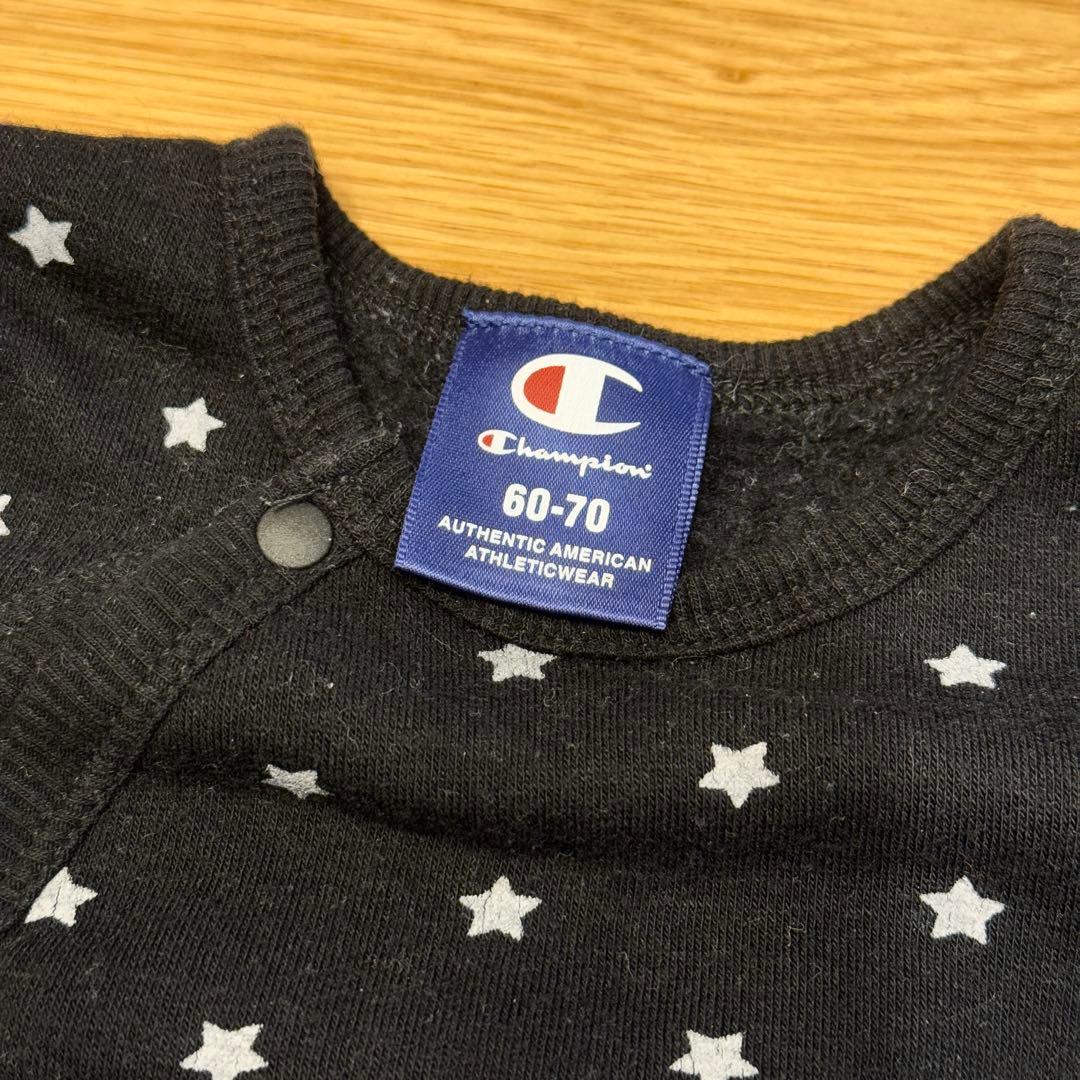 Champion
60-70
AUTHENTIC AMERICAN
ATHLETICWEAR